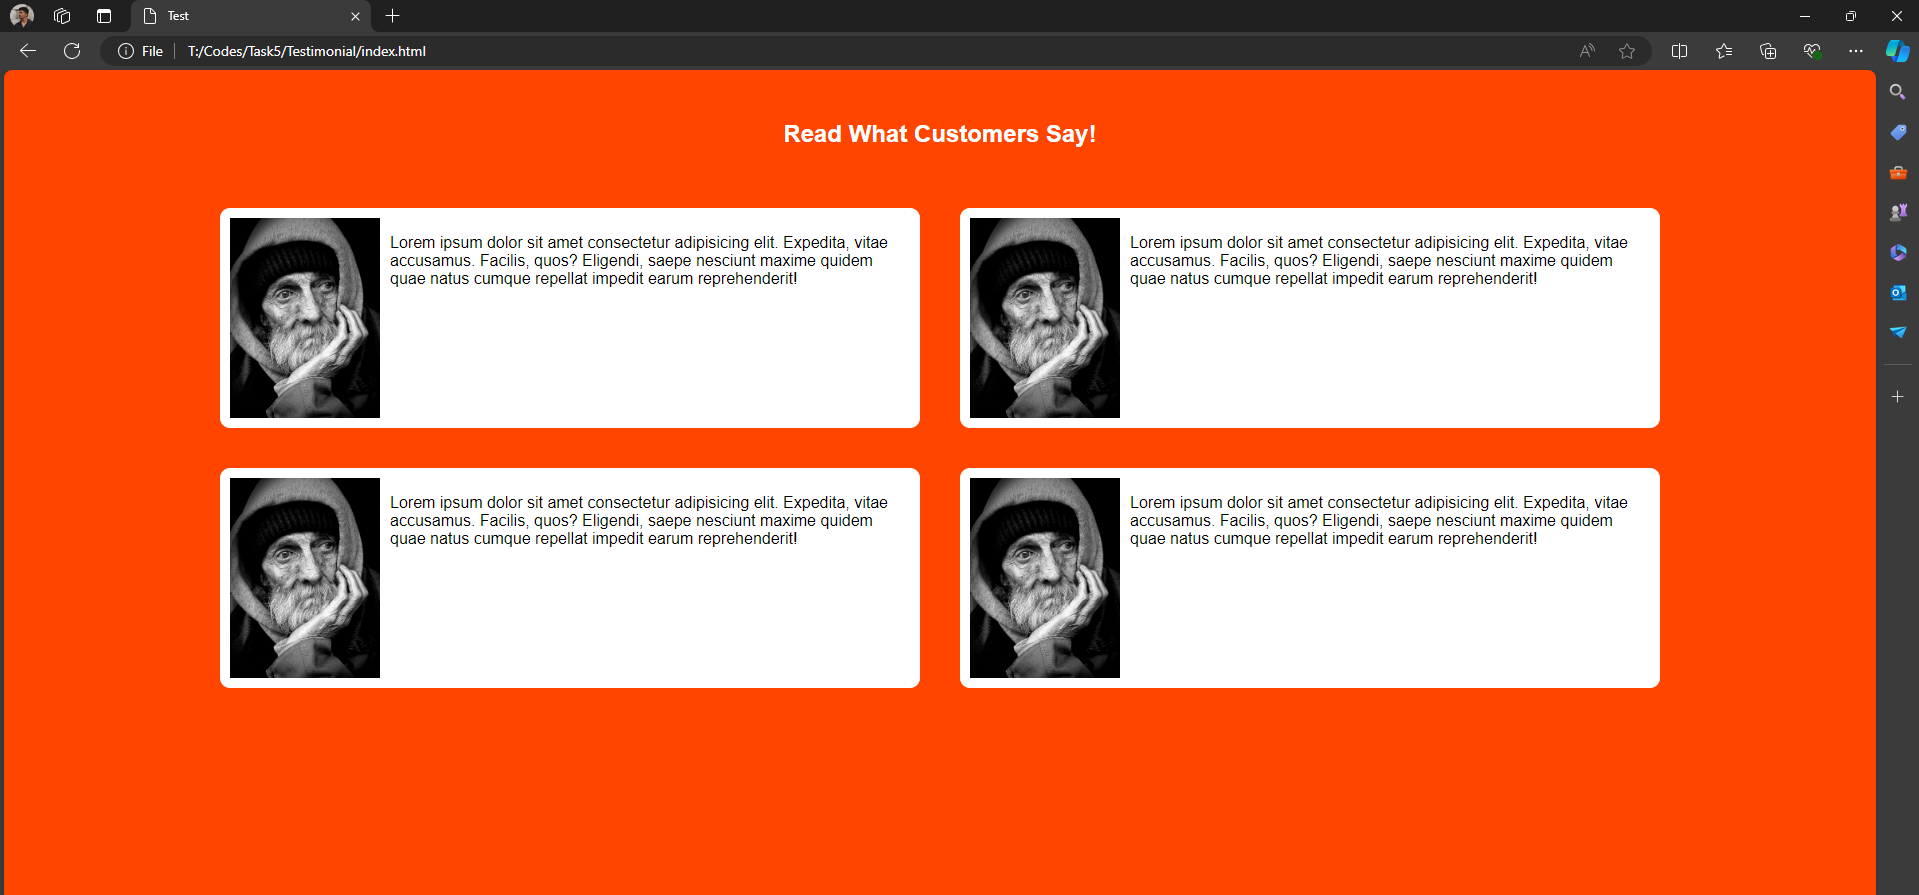 Test
File
T:/Codes/Task5/Testimonial/index.html
Read What Customers Say!
Lorem ipsum dolor sit amet consectetur adipisicing elit. Expedita, vitae
accusamus. Facilis, quos? Eligendi, saepe nesciunt maxime quidem
quae natus cumque repellat impedit earum reprehenderit!
Lorem ipsum dolor sit amet consectetur adipisicing elit. Expedita, vitae
accusamus. Facilis, quos? Eligendi, saepe nesciunt maxime quidem
quae natus cumque repellat impedit earum reprehenderit!
Lorem ipsum dolor sit amet consectetur adipisicing elit. Expedita, vitae
accusamus. Facilis, quos? Eligendi, saepe nesciunt maxime quidem
quae natus cumque repellat impedit earum reprehenderit!
Lorem ipsum dolor sit amet consectetur adipisicing elit. Expedita, vitae
accusamus. Facilis, quos? Eligendi, saepe nesciunt maxime quidem
quae natus cumque repellat impedit earum reprehenderit!